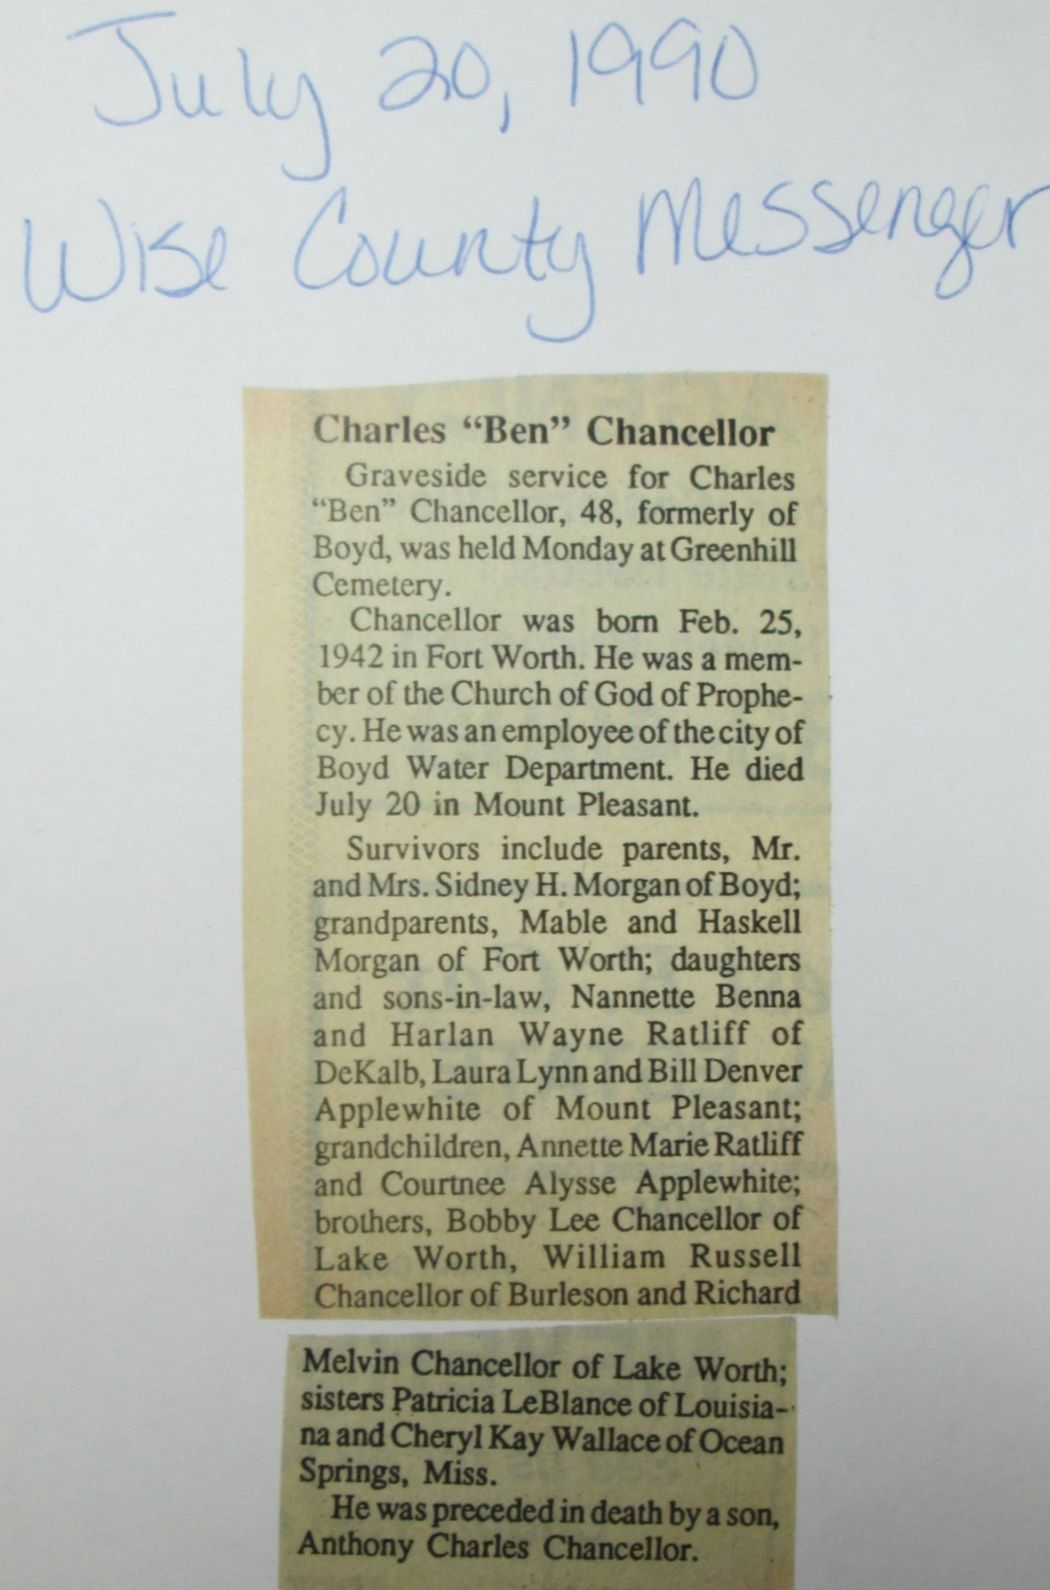 July 20, 1990
Wise County Messenger
Charles “Ben” Chancellor
Graveside service for Charles
“Ben” Chancellor, 48, formerly of
Boyd, was held Monday at Greenhill
Cemetery.
Chancellor was born Feb. 25,
1942 in Fort Worth. He was a mem-
ber of the Church of God of Prophe-
cy. He was an employee of the city of
Boyd Water Department. He died
July 20 in Mount Pleasant.
Survivors include parents, Mr.
and Mrs. Sidney H. Morgan of Boyd;
grandparents, Mable and Haskell
Morgan of Fort Worth; daughters
and sons-in-law, Nannette Benna
and Harlan Wayne Ratliff of
DeKalb, Laura Lynn and Bill Denver
Applewhite of Mount Pleasant;
grandchildren, Annette Marie Ratliff
and Courtnee Alysse Applewhite;
brothers, Bobby Lee Chancellor of
Lake Worth, William Russell
Chancellor of Burleson and Richard
Melvin Chancellor of Lake Worth;
sisters Patricia LeBlance of Louisia-
na and Cheryl Kay Wallace of Ocean
Springs, Miss.
He was preceded in death by a son,
Anthony Charles Chancellor.